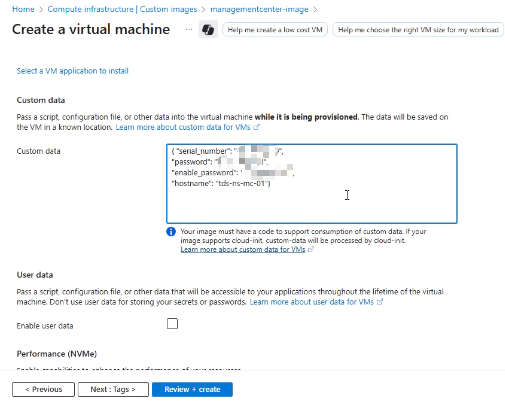 Home > Compute infrastructure | Custom images > managementcenter-image >
Create a virtual machine ... Help me create a low cost VM Help me choose the right VM size for my workload
Select a VM application to install
Custom data
Pass a script, configuration file, or other data into the virtual machine while it is being provisioned. The data will be saved on
the VM in a known location. Learn more about custom data for VMs
Custom data
{ "serial_number": "
"password": "
"enable_password": "
"hostname": "tds-ns-mc-01"}
Your image must have a code to support consumption of custom data. If your
image supports cloud-init, custom-data will be processed by cloud-init.
Learn more about custom data for VMs
User data
Pass a script, configuration file, or other data that will be accessible to your applications throughout the lifetime of the virtual
machine. Don't use user data for storing your secrets or passwords. Learn more about user data for VMs
Enable user data
Performance (NVMe)
< Previous Next : Tags > Review + create